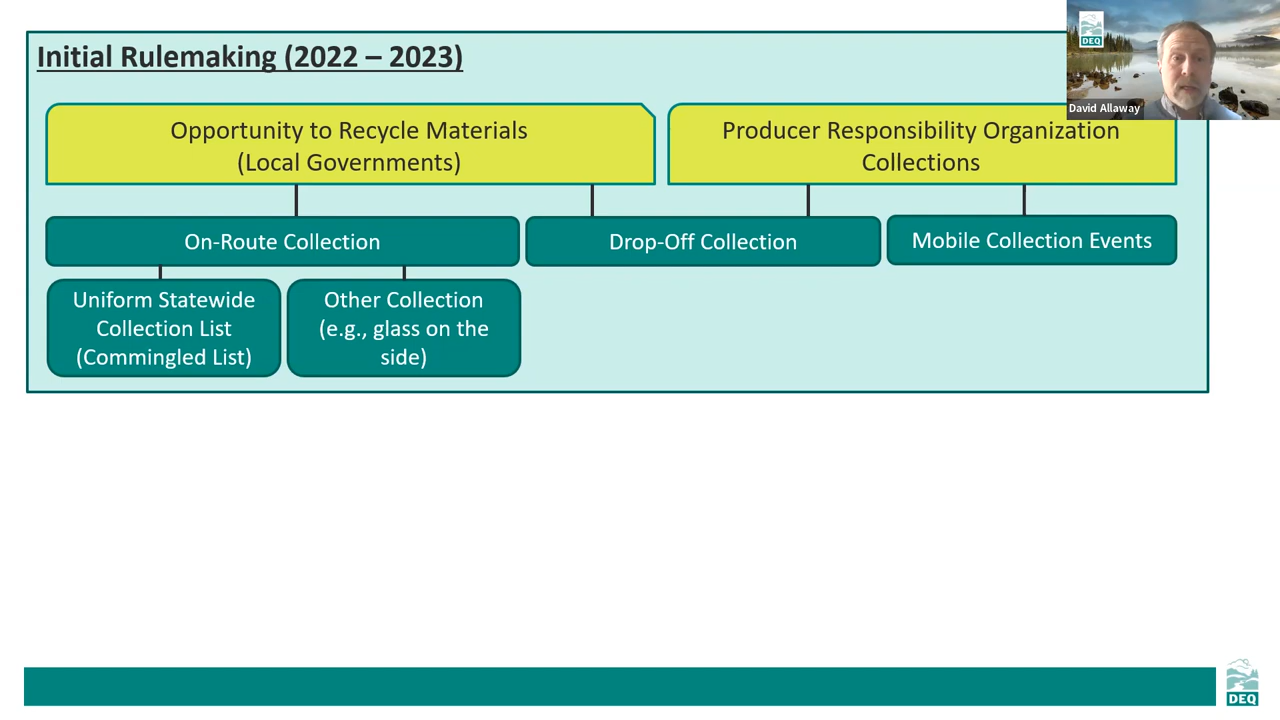 DEQ
David Allaway
Initial Rulemaking (2022 – 2023)
Opportunity to Recycle Materials
(Local Governments)
Producer Responsibility Organization
Collections
On-Route Collection
Drop-Off Collection
Mobile Collection Events
Uniform Statewide
Collection List
(Commingled List)
Other Collection
(e.g., glass on the
side)
DEQ